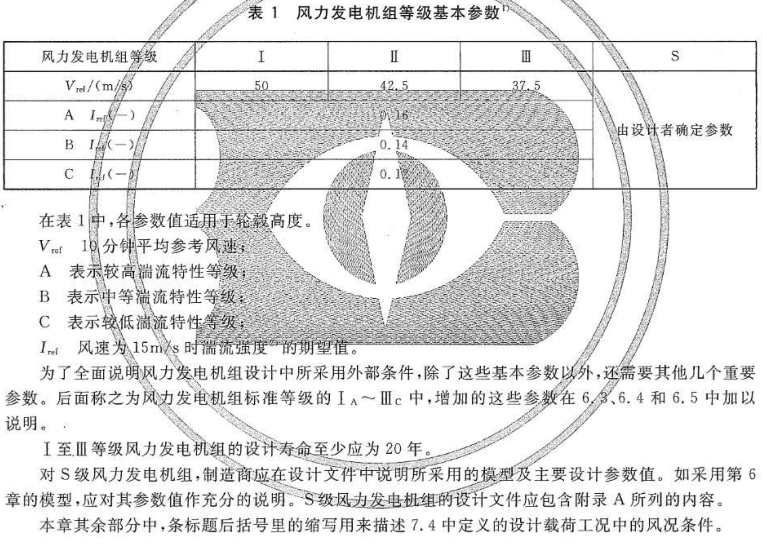 表 1 风力发电机组等级基本参数¹⁾
风力发电机组等级 Ⅰ Ⅱ Ⅲ S
V_ref/(m/s) 50 42.5 37.5 由设计者确定参数
A I_ref(—) 0.16
B I_ref(—) 0.14
C I_ref(—) 0.1
在表 1 中,各参数值适用于轮毂高度。
V_ref 10分钟平均参考风速;
A 表示较高湍流特性等级;
B 表示中等湍流特性等级;
C 表示较低湍流特性等级;
I_ref 风速为15m/s 时湍流强度²⁾的期望值。
为了全面说明风力发电机组设计中所采用外部条件,除了这些基本参数以外,还需要其他几个重要
参数。后面称之为风力发电机组标准等级的 Ⅰ_A～Ⅲ_C 中,增加的这些参数在 6.3、6.4 和 6.5 中加以
说明。
Ⅰ至Ⅲ等级风力发电机组的设计寿命至少应为 20 年。
对 S级风力发电机组,制造商应在设计文件中说明所采用的模型及主要设计参数值。如采用第 6
章的模型,应对其参数值作充分的说明。S级风力发电机组的设计文件应包含附录 A 所列的内容。
本章其余部分中,条标题后括号里的缩写用来描述 7.4 中定义的设计载荷工况中的风况条件。